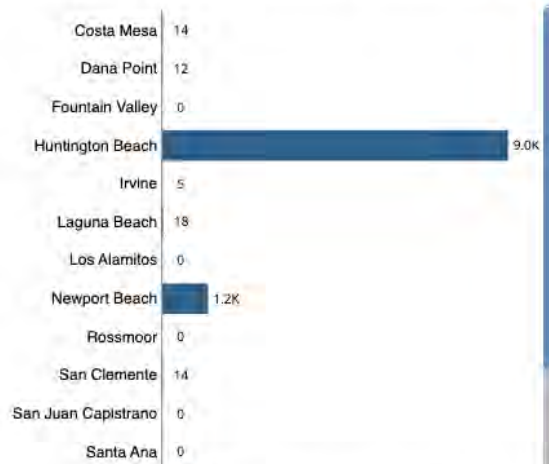 Costa Mesa 14
Dana Point 12
Fountain Valley 0
Huntington Beach 9.0K
Irvine 5
Laguna Beach 18
Los Alamitos 0
Newport Beach 1.2K
Rossmoor 0
San Clemente 14
San Juan Capistrano 0
Santa Ana 0